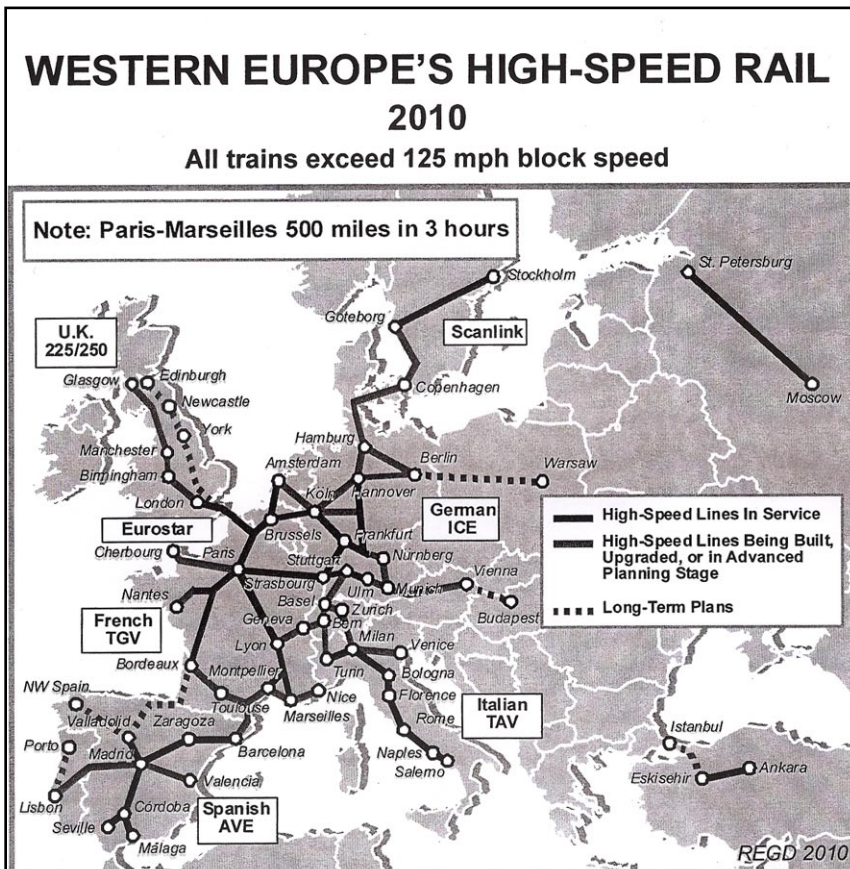 WESTERN EUROPE'S HIGH-SPEED RAIL
2010
All trains exceed 125 mph block speed
Note: Paris-Marseilles 500 miles in 3 hours
Stockholm
St. Petersburg
Göteborg
Scanlink
U.K.
225/250
Glasgow
Edinburgh
Copenhagen
Moscow
Newcastle
York
Hamburg
Manchester
Amsterdam
Berlin
Warsaw
Birmingham
Köln
Hannover
London
German
ICE
High-Speed Lines In Service
Eurostar
Brussels
Frankfurt
High-Speed Lines Being Built,
Upgraded, or in Advanced
Planning Stage
Cherbourg
Paris
Stuttgart
Nürnberg
Strasbourg
Ulm
Munich
Vienna
Nantes
Basel
Zurich
Budapest
Long-Term Plans
French
TGV
Geneva
Bern
Lyon
Milan
Venice
Bordeaux
Montpellier
Turin
Bologna
NW Spain
Nice
Florence
Valladolid
Zaragoza
Toulouse
Marseilles
Italian
TAV
Rome
Istanbul
Porto
Madrid
Barcelona
Naples
Ankara
Valencia
Salerno
Eskisehir
Lisbon
Córdoba
Spanish
AVE
Seville
Málaga
REGD 2010